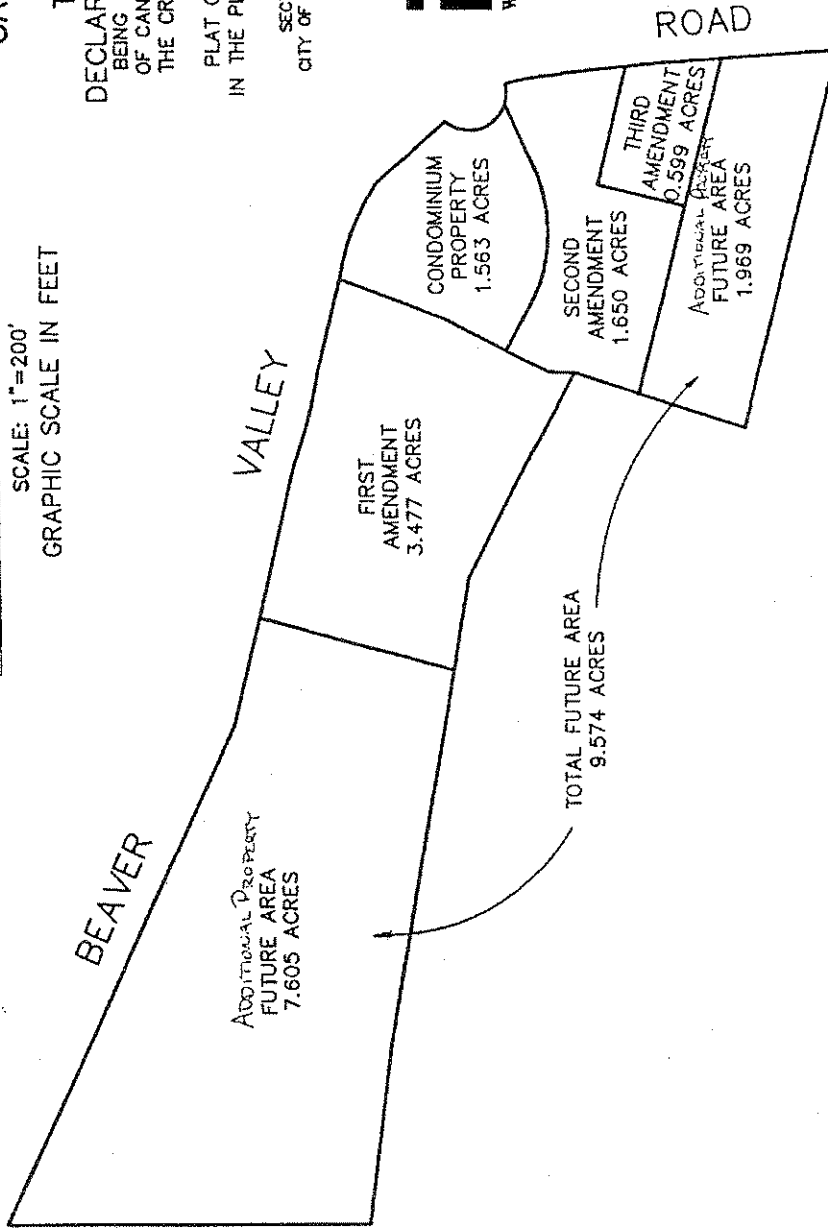 SCALE: 1"=200'
GRAPHIC SCALE IN FEET
DECLAR
BEING
OF CAN
THE CR
PLAT
IN THE
SEC
CITY OF
BEAVER
VALLEY
ROAD
CONDOMINIUM
PROPERTY
1.563 ACRES
FIRST
AMENDMENT
3.477 ACRES
SECOND
AMENDMENT
1.650 ACRES
THIRD
AMENDMENT
0.599 ACRES
ADDITIONAL
FUTURE AREA
1.969 ACRES
ADDITIONAL PROPERTY
FUTURE AREA
7.605 ACRES
TOTAL FUTURE AREA
9.574 ACRES